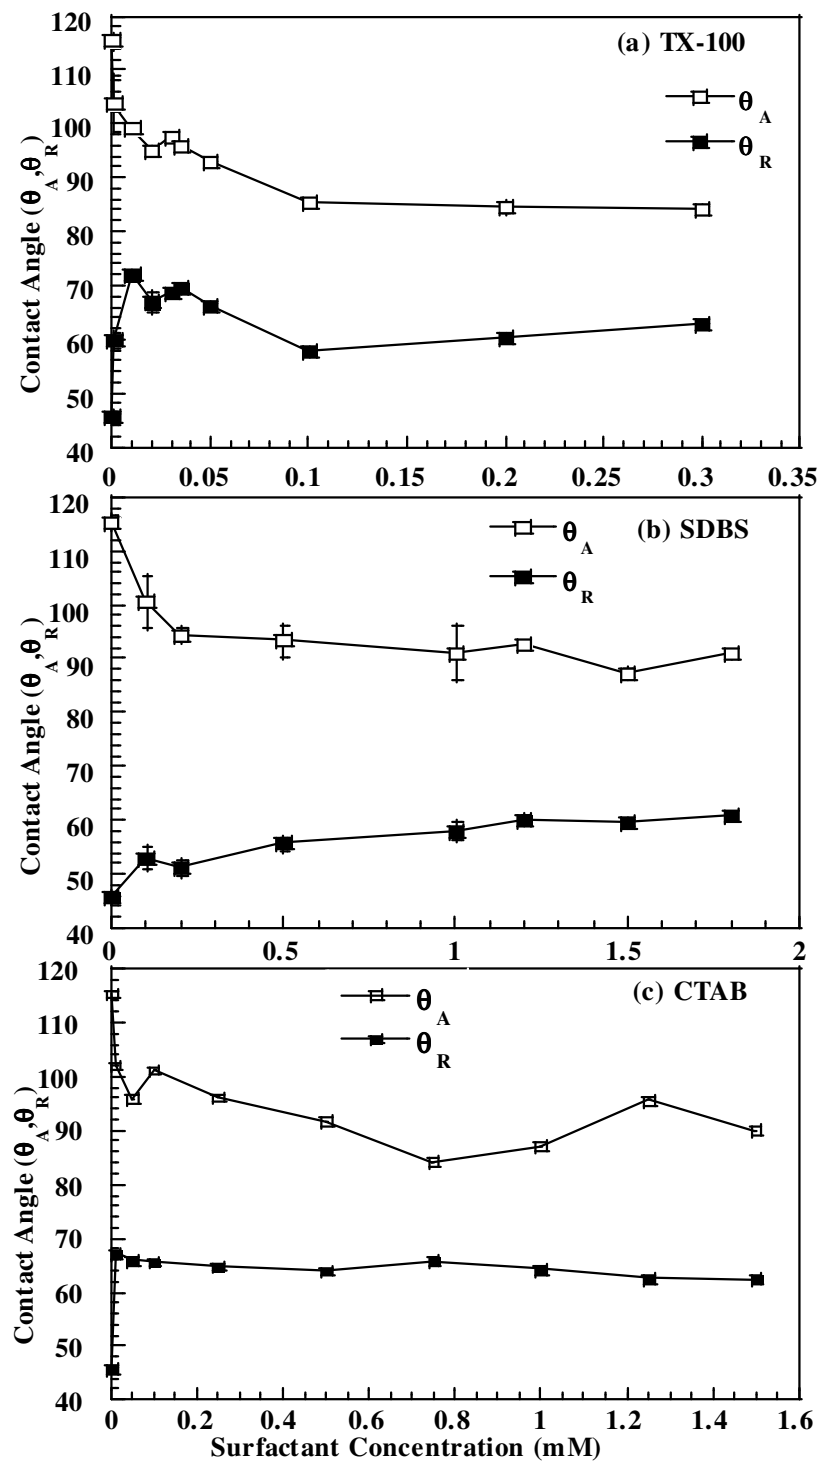 (a) TX-100
θA
θR
Contact Angle (θA,θR)
120
110
100
90
80
70
60
50
40
0 0.05 0.1 0.15 0.2 0.25 0.3 0.35
(b) SDBS
θA
θR
Contact Angle (θA,θR)
120
110
100
90
80
70
60
50
40
0 0.5 1 1.5 2
(c) CTAB
θA
θR
Contact Angle (θA,θR)
120
110
100
90
80
70
60
50
40
0 0.2 0.4 0.6 0.8 1 1.2 1.4 1.6
Surfactant Concentration (mM)